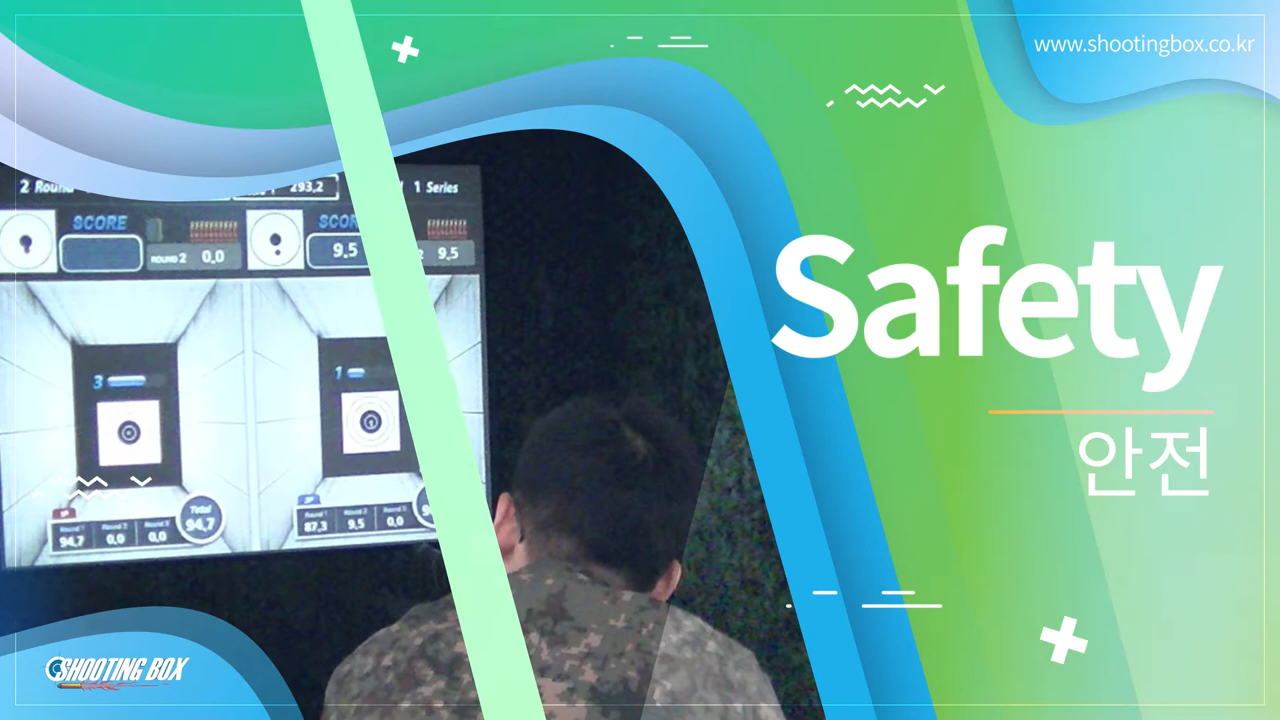 www.shootingbox.co.kr
2 Round
293,2
1 Series
SCORE
ROUND 2 0,0
SCOR
9.5
2 9,5
Safety
안전
3
1
Round 1 Round 2 Round 3 Total
94,7 0,0 0,0 94,7
Round 1 Round 2 Round 3
87,3 9,5 0,0
SHOOTING BOX